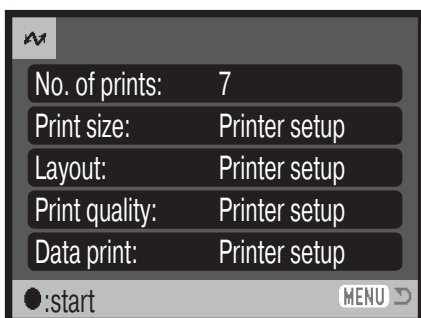 No. of prints: 7
Print size: Printer setup
Layout: Printer setup
Print quality: Printer setup
Data print: Printer setup
:start MENU